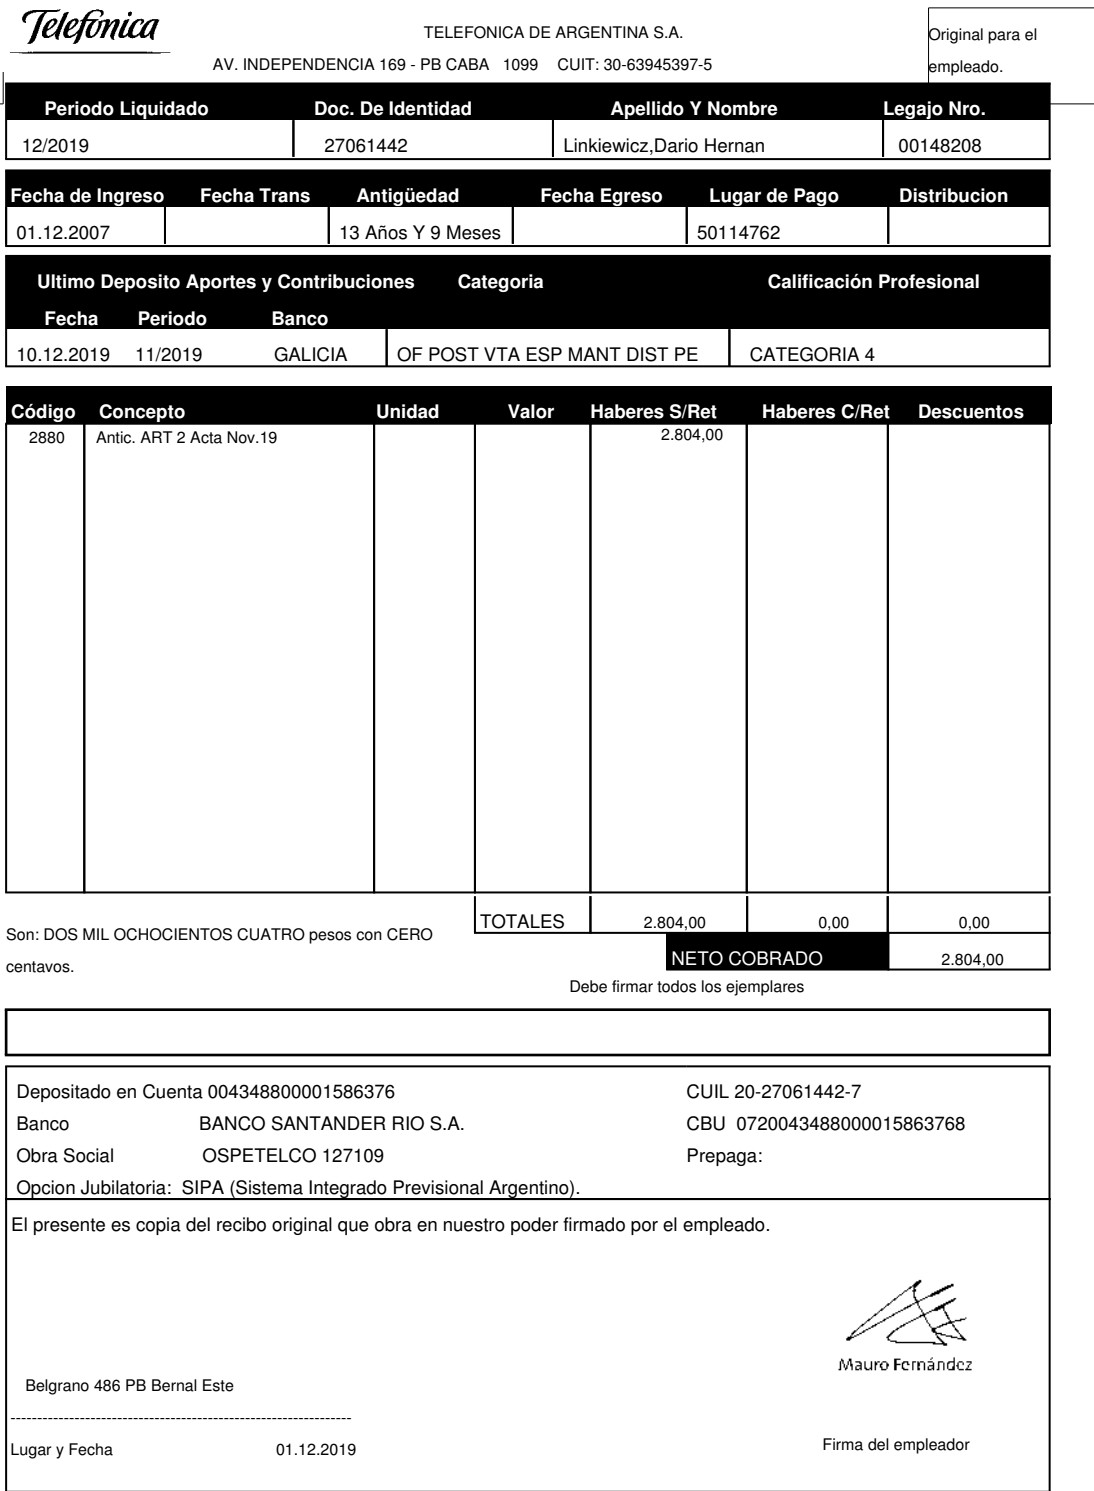 Telefónica
TELEFONICA DE ARGENTINA S.A.
AV. INDEPENDENCIA 169 - PB CABA 1099 CUIT: 30-63945397-5
Original para el
empleado.
Periodo Liquidado Doc. De Identidad Apellido Y Nombre Legajo Nro.
12/2019 27061442 Linkiewicz,Dario Hernan 00148208
Fecha de Ingreso Fecha Trans Antigüedad Fecha Egreso Lugar de Pago Distribucion
01.12.2007 13 Años Y 9 Meses 50114762
Ultimo Deposito Aportes y Contribuciones Categoria Calificación Profesional
Fecha Periodo Banco
10.12.2019 11/2019 GALICIA OF POST VTA ESP MANT DIST PE CATEGORIA 4
Código Concepto Unidad Valor Haberes S/Ret Haberes C/Ret Descuentos
2880 Antic. ART 2 Acta Nov.19 2.804,00
TOTALES 2.804,00 0,00 0,00
Son: DOS MIL OCHOCIENTOS CUATRO pesos con CERO
centavos.
NETO COBRADO 2.804,00
Debe firmar todos los ejemplares
Depositado en Cuenta 004348800001586376 CUIL 20-27061442-7
Banco BANCO SANTANDER RIO S.A. CBU 0720043488000015863768
Obra Social OSPETELCO 127109 Prepaga:
Opcion Jubilatoria: SIPA (Sistema Integrado Previsional Argentino).
El presente es copia del recibo original que obra en nuestro poder firmado por el empleado.
Mauro Fernández
Belgrano 486 PB Bernal Este
-----------------------------------------------------------------
Lugar y Fecha 01.12.2019 Firma del empleador